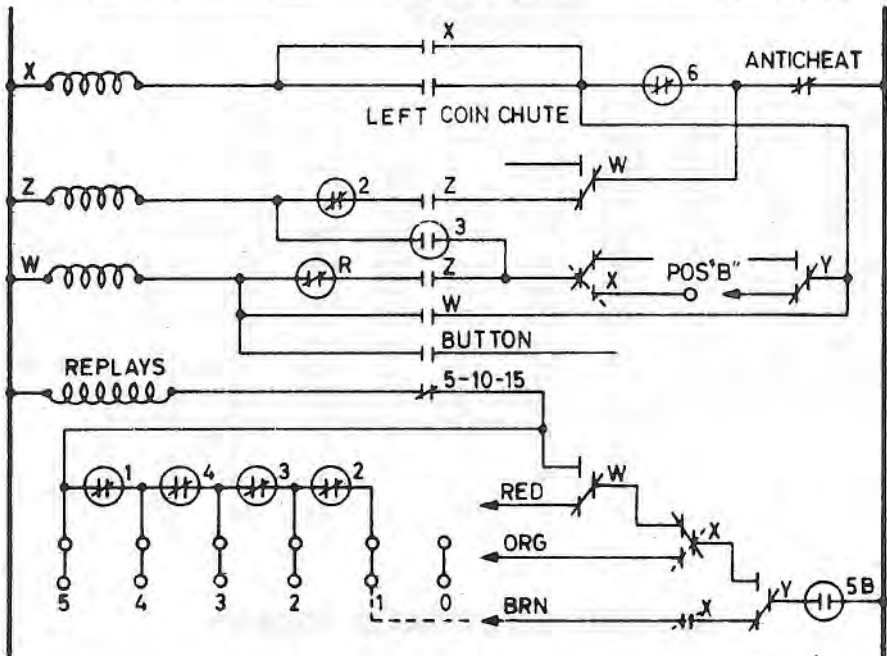 X
X
6
ANTICHEAT
LEFT COIN CHUTE
W
Z
2
Z
3
W
R
Z
X
POS"B"
Y
W
BUTTON
REPLAYS
5-10-15
1
4
3
2
RED
W
ORG
X
5
4
3
2
1
0
BRN
X
Y
5B